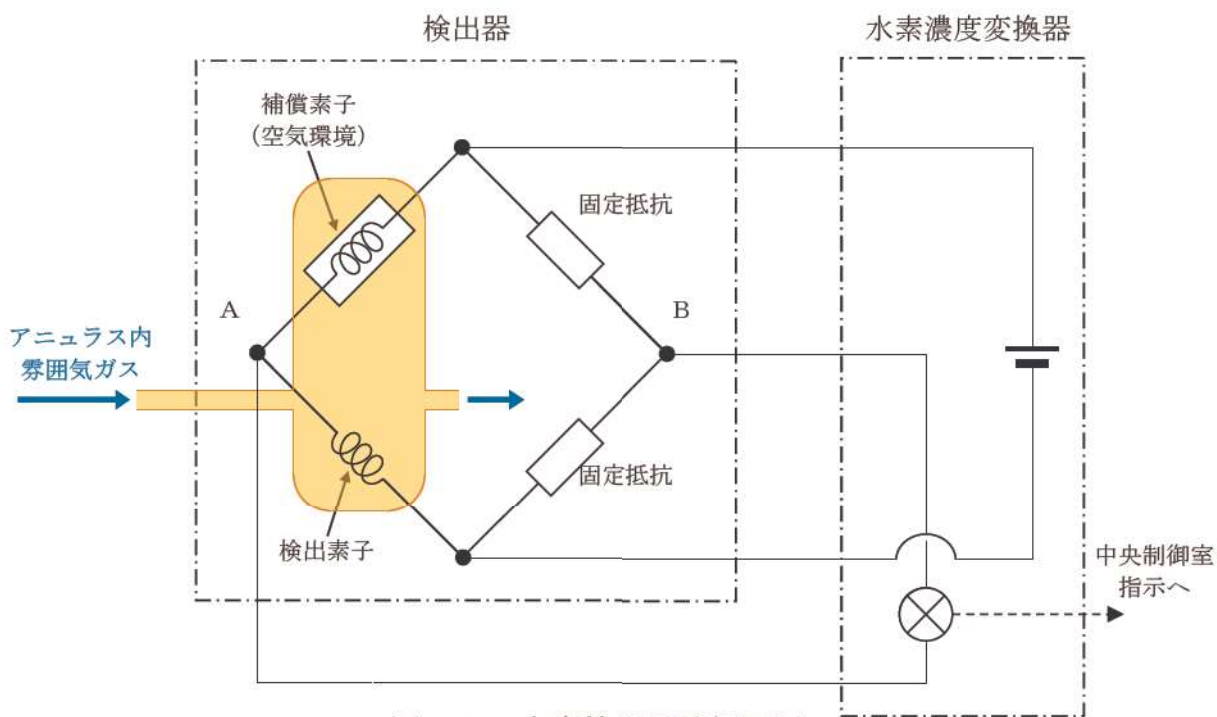 検出器
水素濃度変換器
補償素子
(空気環境)
固定抵抗
A
B
アニュラス内
雰囲気ガス
固定抵抗
検出素子
中央制御室
指示へ